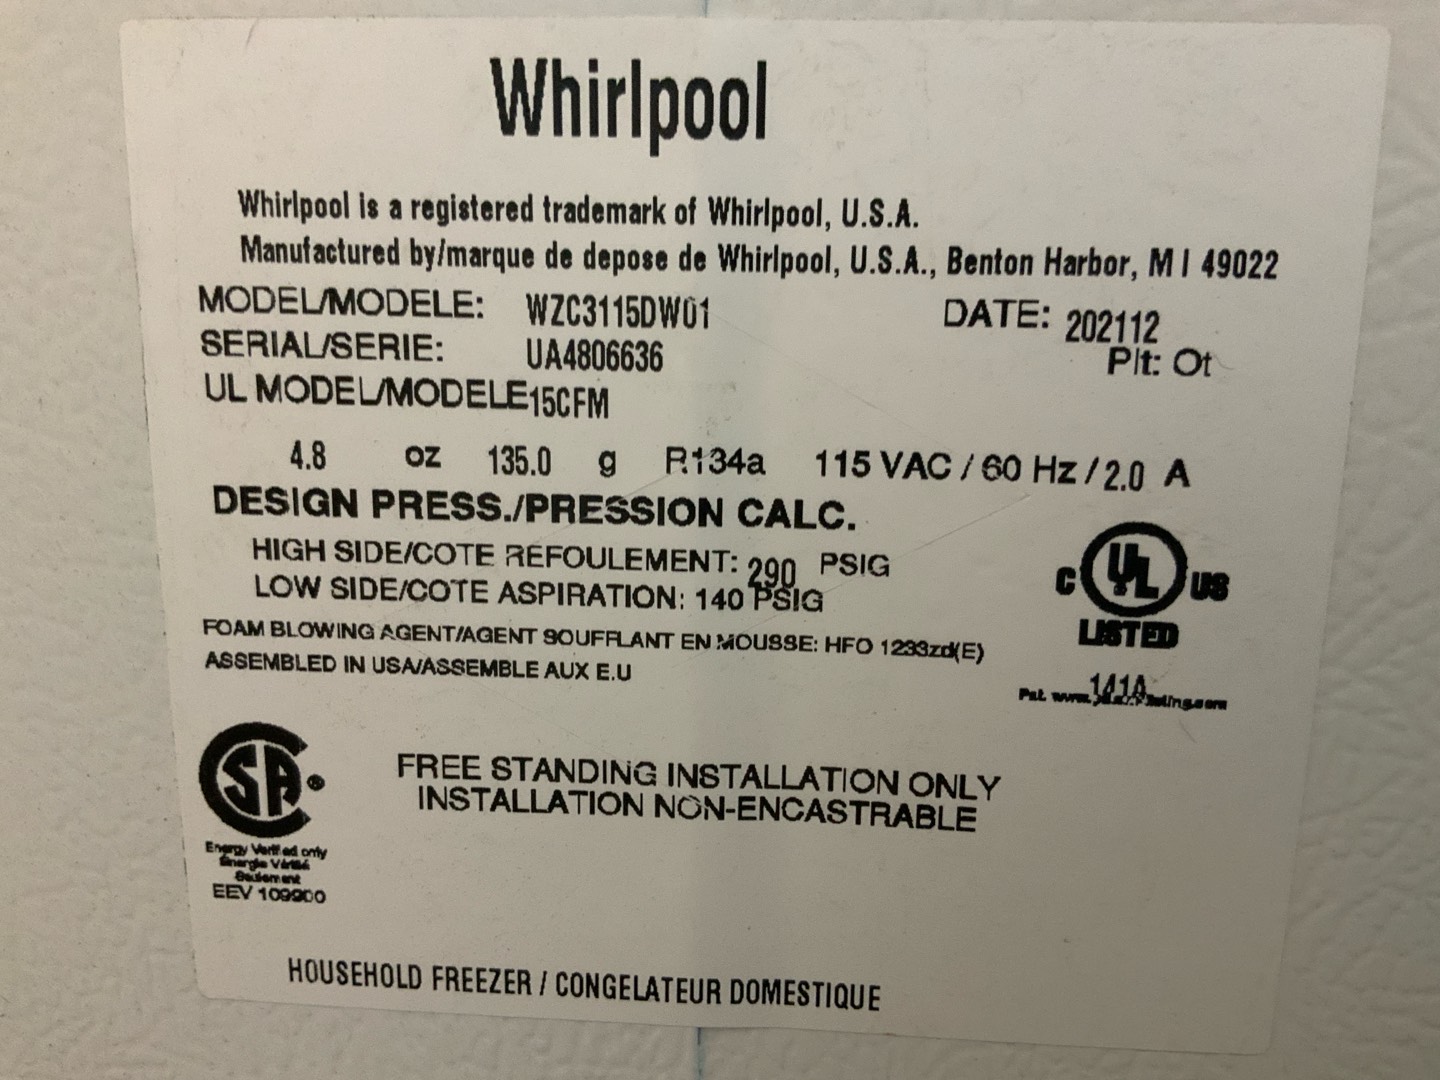 Whirlpool
Whirlpool is a registered trademark of Whirlpool, U.S.A.
Manufactured by/marque de depose de Whirlpool, U.S.A., Benton Harbor, MI 49022
MODEL/MODELE: WZC3115DW01 DATE: 202112
SERIAL/SERIE: UA4806636 Plt: Ot
UL MODEL/MODELE 15CFM
4.8 oz 135.0 g R134a 115 VAC / 60 Hz / 2.0 A
DESIGN PRESS./PRESSION CALC.
HIGH SIDE/COTE REFOULEMENT: 290 PSIG
LOW SIDE/COTE ASPIRATION: 140 PSIG
FOAM BLOWING AGENT/AGENT SOUFFLANT EN MOUSSE: HFO 1233zd(E)
ASSEMBLED IN USA/ASSEMBLE AUX E.U
C UL US
LISTED
141A
Pat. www.
SA®
Energy Verified only
Énergie Vérifié
Seulement
EEV 109900
FREE STANDING INSTALLATION ONLY
INSTALLATION NON-ENCASTRABLE
HOUSEHOLD FREEZER / CONGELATEUR DOMESTIQUE